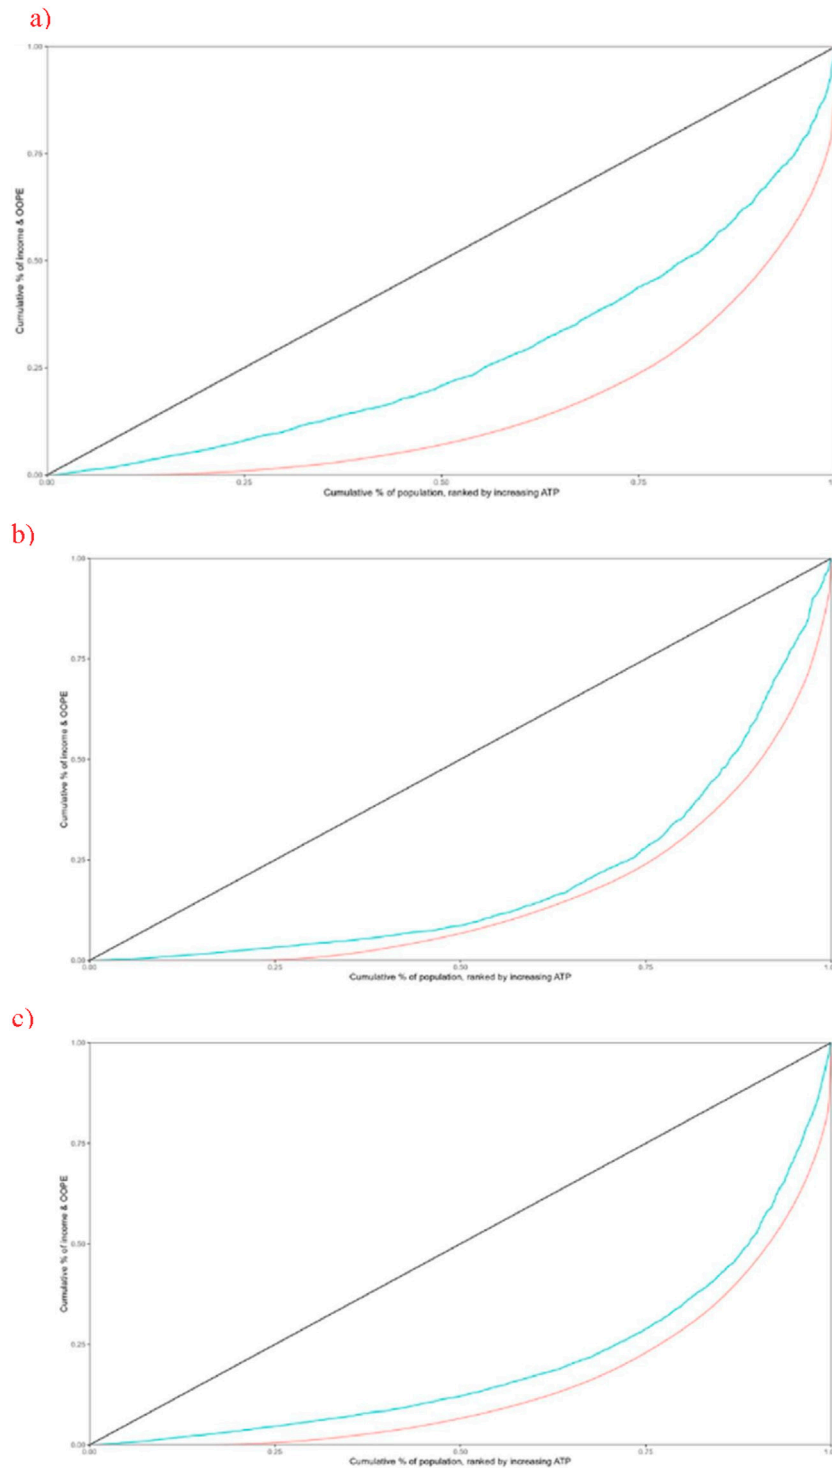 a)
1.00
0.75
0.50
0.25
0.00
Cumulative % of income & OOPE
0.00 0.25 0.50 0.75 1.
Cumulative % of population, ranked by increasing ATP
b)
1.00
0.75
0.50
0.25
0.00
Cumulative % of income & OOPE
0.00 0.25 0.50 0.75 1.0
Cumulative % of population, ranked by increasing ATP
c)
1.00
0.75
0.50
0.25
0.00
Cumulative % of income & OOPE
0.00 0.25 0.50 0.75 1.0
Cumulative % of population, ranked by increasing ATP